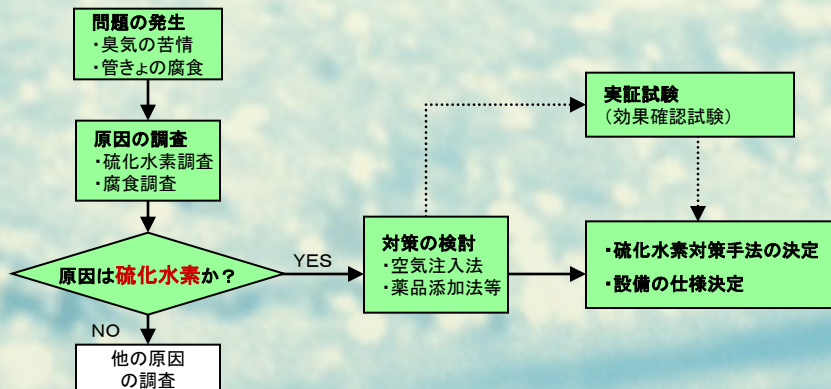 問題の発生
・臭気の苦情
・管きょの腐食
原因の調査
・硫化水素調査
・腐食調査
原因は硫化水素か？
YES
NO
他の原因
の調査
対策の検討
・空気注入法
・薬品添加法等
実証試験
（効果確認試験）
・硫化水素対策手法の決定
・設備の仕様決定